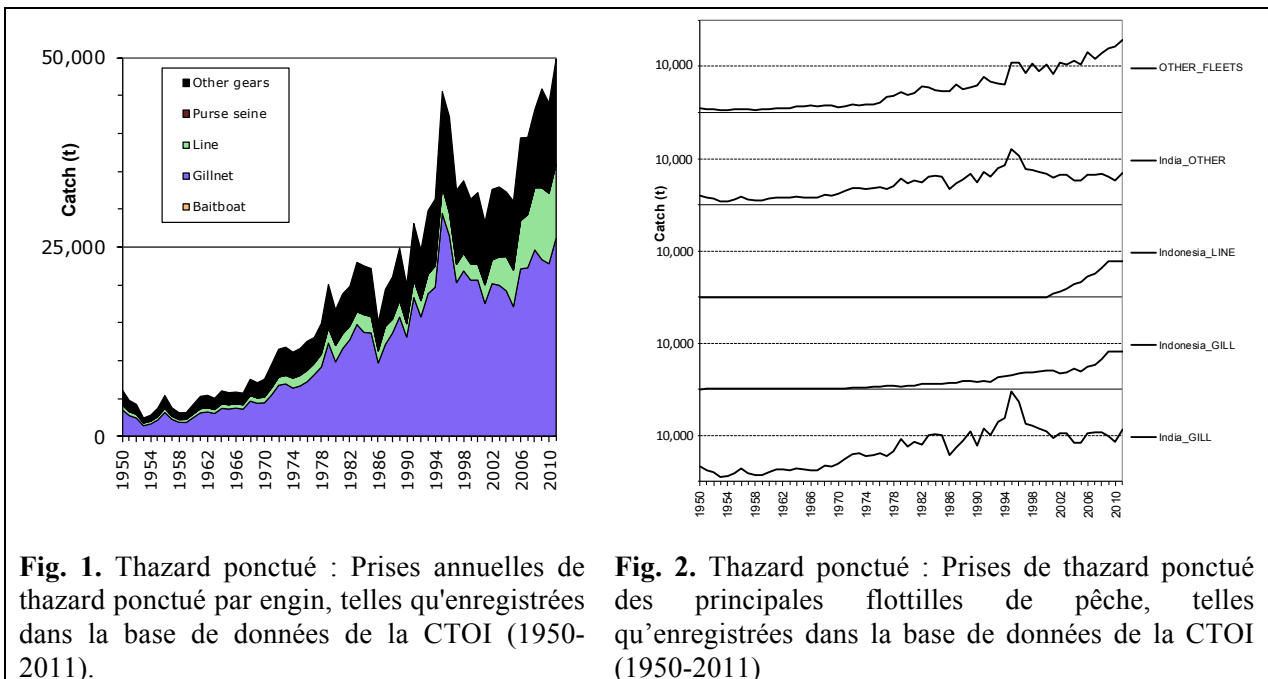 50,000
25,000
0
Catch (t)
Other gears
Purse seine
Line
Gillnet
Baitboat
1950
1954
1958
1962
1966
1970
1974
1978
1982
1986
1990
1994
1998
2002
2006
2010
Fig. 1. Thazard ponctué : Prises annuelles de
thazard ponctué par engin, telles qu'enregistrées
dans la base de données de la CTOI (1950-
2011).
10,000
OTHER_FLEETS
10,000
India_OTHER
Catch (t)
10,000
Indonesia_LINE
10,000
Indonesia_GILL
10,000
India_GILL
1950
1954
1958
1962
1966
1970
1974
1978
1982
1986
1990
1994
1998
2002
2006
2010
Fig. 2. Thazard ponctué : Prises de thazard ponctué
des principales flottilles de pêche, telles
qu’enregistrées dans la base de données de la CTOI
(1950-2011)